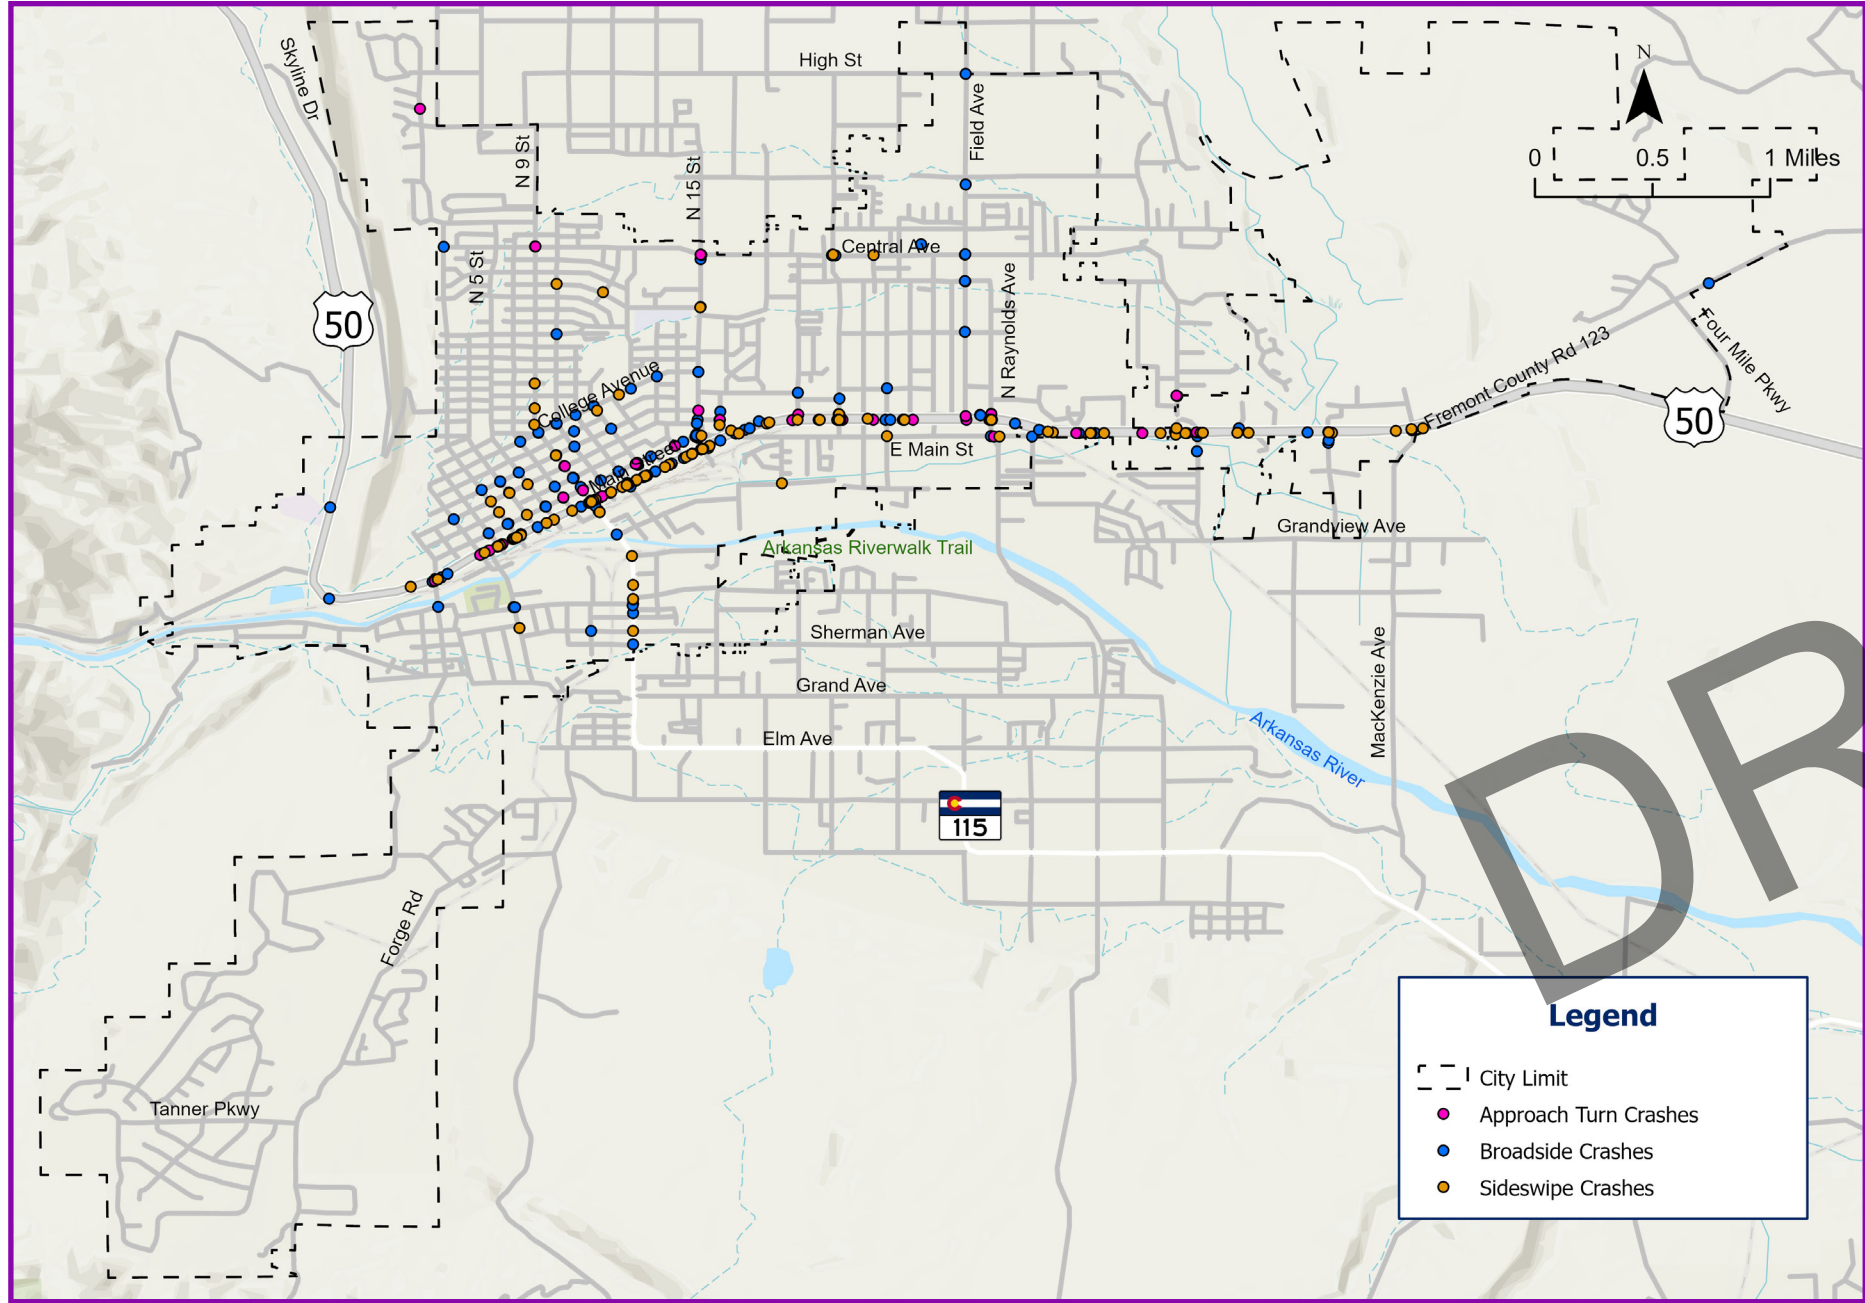 High St
N
Skyline Dr
Field Ave
N 9 St
N 15 St
0 0.5 1 Miles
Central Ave
N 5 St
N Raynolds Ave
50
Four Mile Pkwy
Fremont County Rd 123
College Avenue
50
E Main St
Main Street
Grandview Ave
Arkansas Riverwalk Trail
Sherman Ave
MacKenzie Ave
Grand Ave
Elm Ave
Arkansas River
115
DR
Forge Rd
Tanner Pkwy
Legend
City Limit
Approach Turn Crashes
Broadside Crashes
Sideswipe Crashes